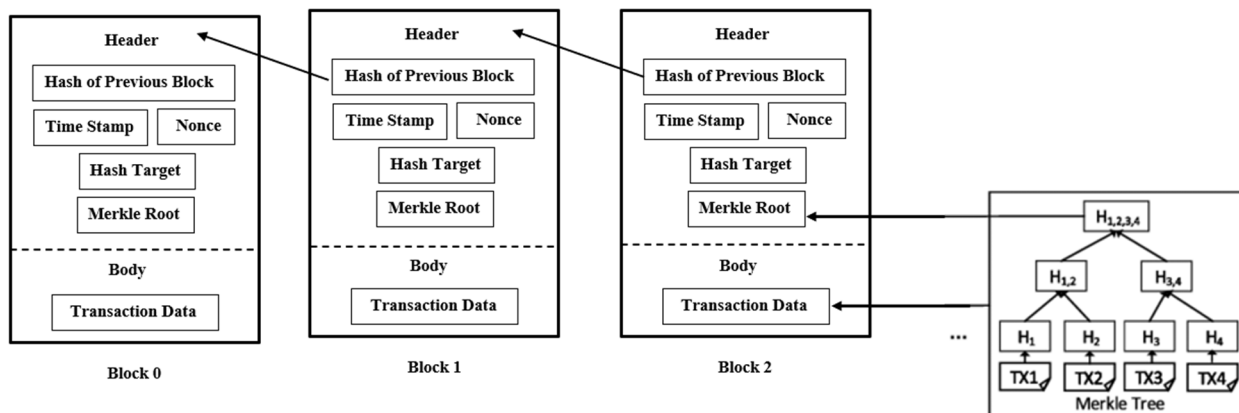 Header
Hash of Previous Block
Time Stamp
Nonce
Hash Target
Merkle Root
Body
Transaction Data
Block 0
Header
Hash of Previous Block
Time Stamp
Nonce
Hash Target
Merkle Root
Body
Transaction Data
Block 1
Header
Hash of Previous Block
Time Stamp
Nonce
Hash Target
Merkle Root
Body
Transaction Data
Block 2
...
H1,2,3,4
H1,2
H3,4
H1
H2
H3
H4
TX1
TX2
TX3
TX4
Merkle Tree